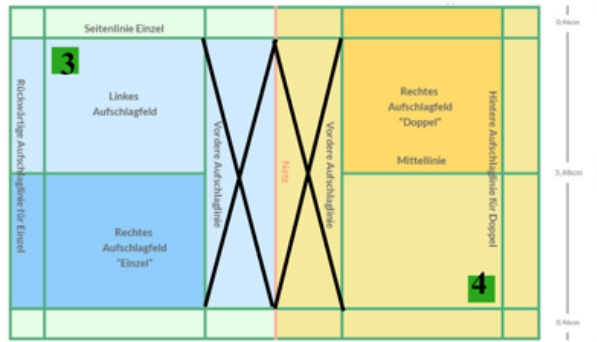 Seitenlinie Einzel
0,46cm
3
Linkes
Aufschlagfeld
Rückwärtige Aufschlaglinie für Einzel
Vordere Aufschlaglinie
Netz
Vordere Aufschlaglinie
Rechtes
Aufschlagfeld
"Doppel"
Hintere Aufschlaglinie für Doppel
Mittellinie
5,48cm
Rechtes
Aufschlagfeld
"Einzel"
4
0,46cm